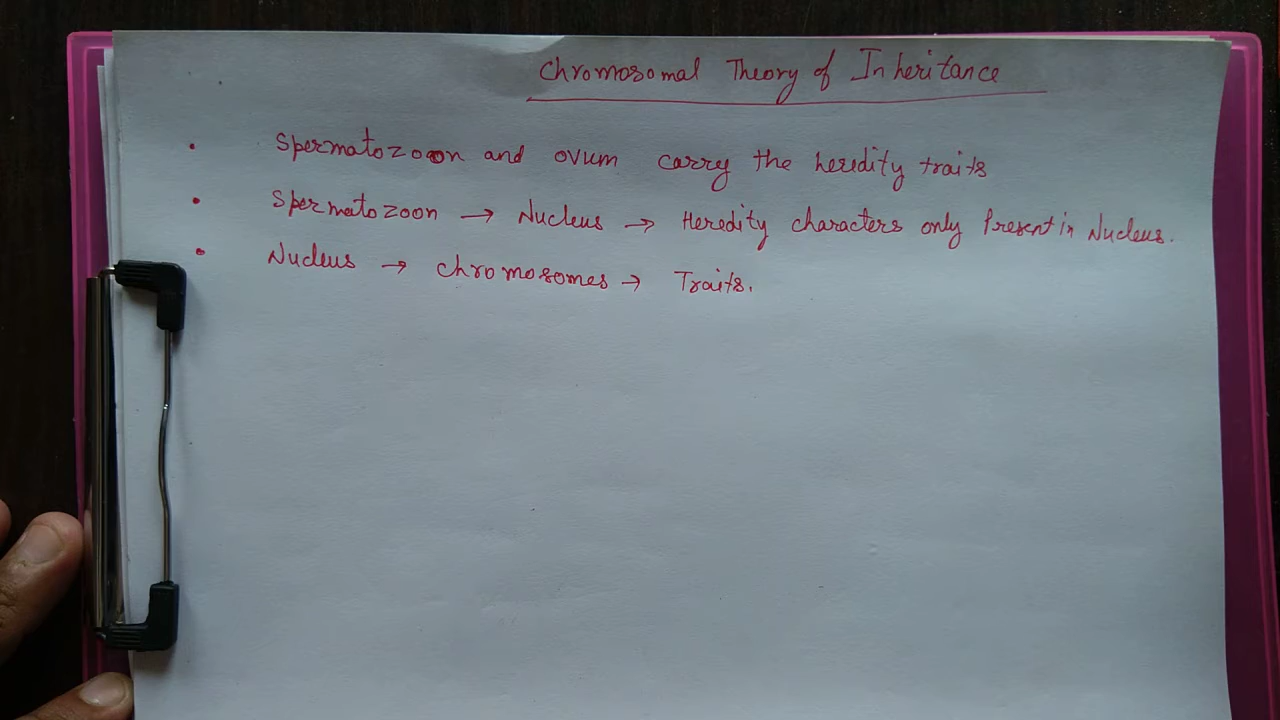 Chromosomal Theory of Inheritance
• Spermatozoon and ovum carry the heredity traits
• Spermatozoon → Nucleus → Heredity characters only Present in Nucleus.
• Nucleus → chromosomes → Traits.